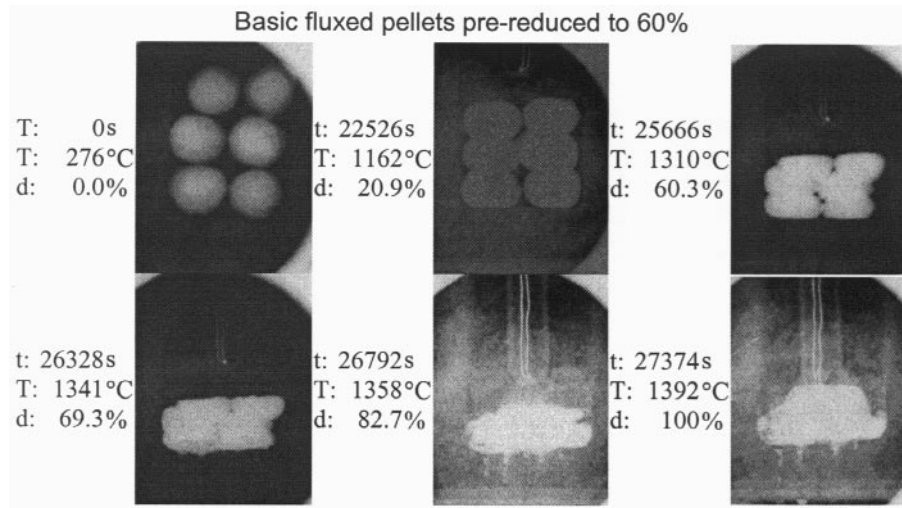 Basic fluxed pellets pre-reduced to 60%
T: 0s
T: 276°C
d: 0.0%
t: 22526s
T: 1162°C
d: 20.9%
t: 25666s
T: 1310°C
d: 60.3%
t: 26328s
T: 1341°C
d: 69.3%
t: 26792s
T: 1358°C
d: 82.7%
t: 27374s
T: 1392°C
d: 100%